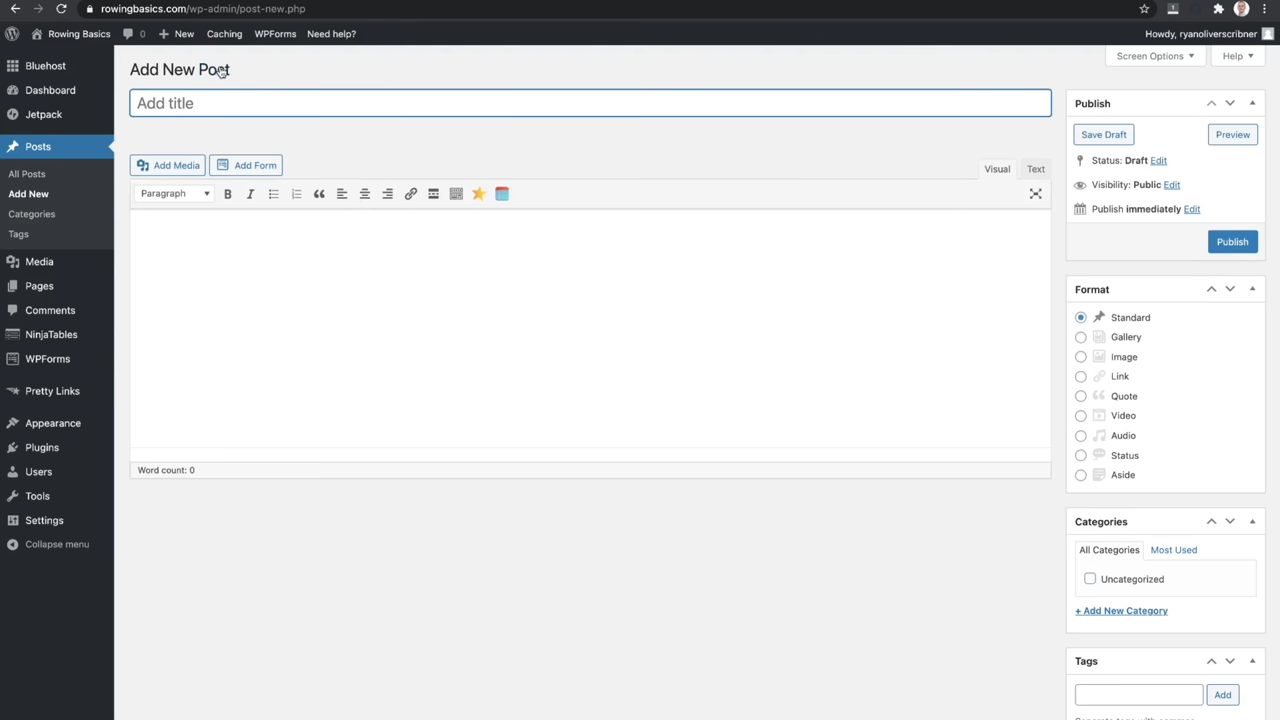 rowingbasics.com/wp-admin/post-new.php
Rowing Basics 0 New Caching WPForms Need help? Howdy, ryanoliverscribner
Screen Options Help
Bluehost
Dashboard
Jetpack
Posts
All Posts
Add New
Categories
Tags
Media
Pages
Comments
NinjaTables
WPForms
Pretty Links
Appearance
Plugins
Users
Tools
Settings
Collapse menu
Add New Post
Add title
Add Media Add Form
Visual Text
Paragraph B I
Word count: 0
Publish
Save Draft Preview
Status: Draft Edit
Visibility: Public Edit
Publish immediately Edit
Publish
Format
Standard
Gallery
Image
Link
Quote
Video
Audio
Status
Aside
Categories
All Categories Most Used
Uncategorized
+ Add New Category
Tags
Add